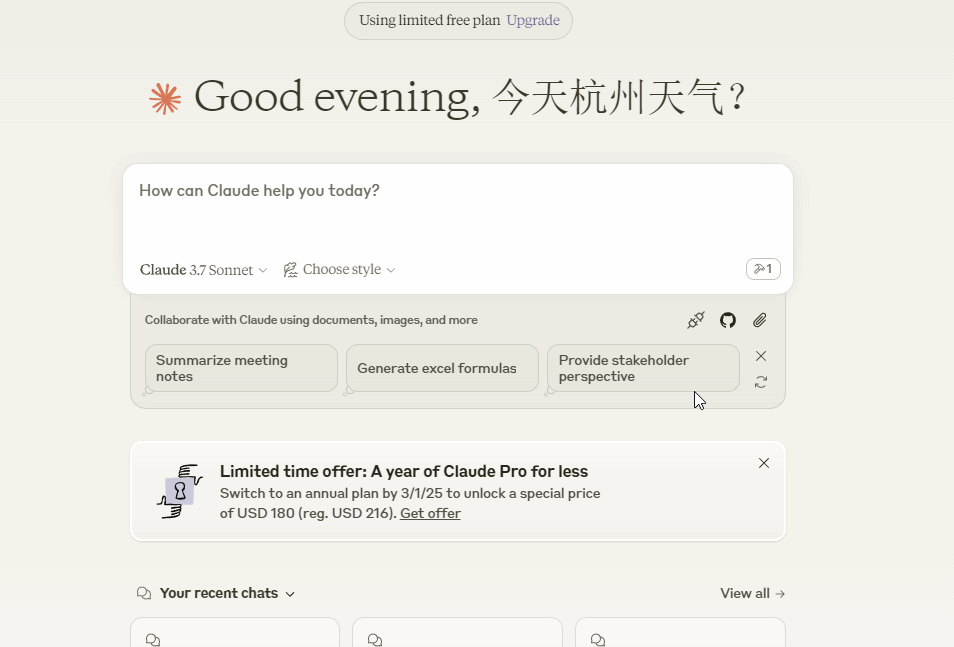 Using limited free plan Upgrade
Good evening, 今天杭州天气?
How can Claude help you today?
Claude 3.7 Sonnet Choose style 1
Collaborate with Claude using documents, images, and more
Summarize meeting
notes
Generate excel formulas
Provide stakeholder
perspective
Limited time offer: A year of Claude Pro for less
Switch to an annual plan by 3/1/25 to unlock a special price
of USD 180 (reg. USD 216). Get offer
Your recent chats View all →